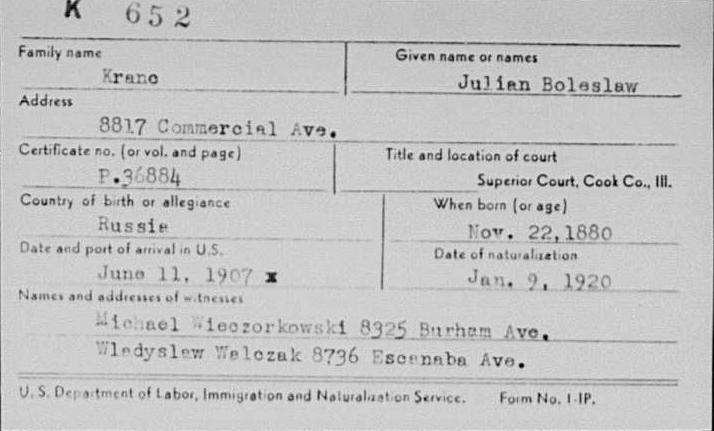 K 652
Family name Given name or names
Kranc Julian Boleslaw
Address
8817 Commercial Ave.
Certificate no. (or vol. and page) Title and location of court
P.36884 Superior Court, Cook Co., Ill.
Country of birth or allegiance When born (or age)
Russia Nov. 22,1880
Date and port of arrival in U.S. Date of naturalization
June 11, 1907 x Jan. 9, 1920
Names and addresses of witnesses
Michael Wieczorkowski 8325 Burham Ave.
Wladyslaw Walczak 8736 Escanaba Ave.
U. S. Department of Labor, Immigration and Naturalization Service. Form No. 1-IP.